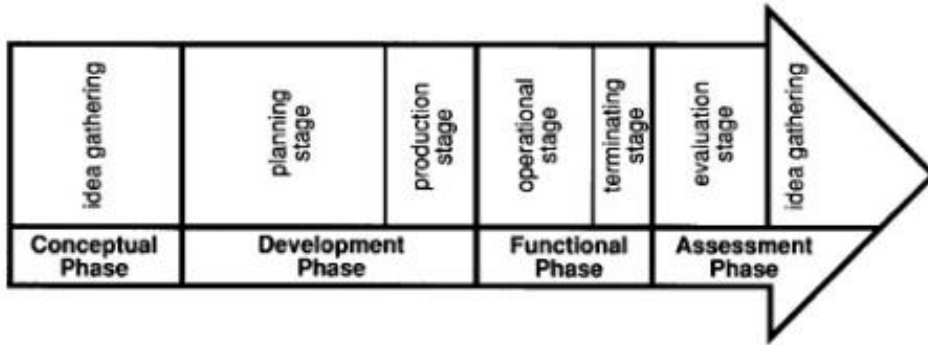 idea gathering
planning
stage
production
stage
operational
stage
terminating
stage
evaluation
stage
idea gathering
Conceptual
Phase
Development
Phase
Functional
Phase
Assessment
Phase